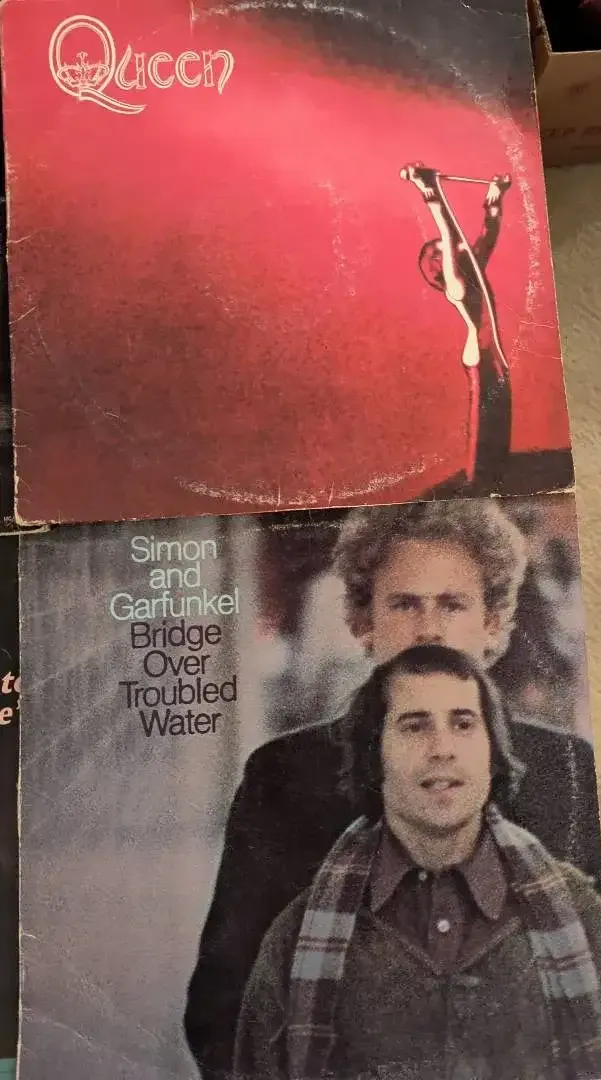 Queen
Simon
and
Garfunkel
Bridge
Over
Troubled
Water